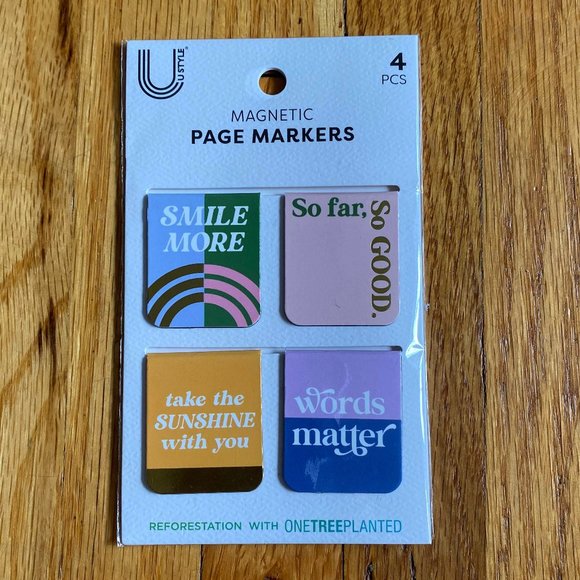 U STYLE®
4
PCS
MAGNETIC
PAGE MARKERS
SMILE
MORE
So far,
So GOOD.
take the
SUNSHINE
with you
words
matter
REFORESTATION WITH ONETREEPLANTED